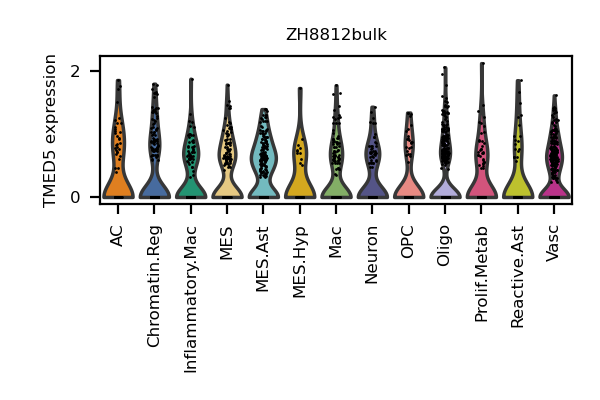 ZH8812bulk
TMED5 expression
2
0
AC
Chromatin.Reg
Inflammatory.Mac
MES
MES.Ast
MES.Hyp
Mac
Neuron
OPC
Oligo
Prolif.Metab
Reactive.Ast
Vasc